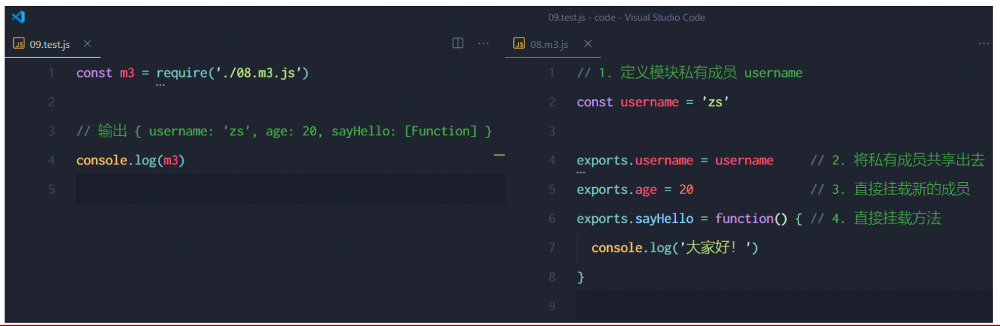 09.test.js - code - Visual Studio Code
09.test.js
1 const m3 = require('./08.m3.js')
2
3 // 输出 { username: 'zs', age: 20, sayHello: [Function] }
4 console.log(m3)
5
08.m3.js
1 // 1. 定义模块私有成员 username
2 const username = 'zs'
3
4 exports.username = username // 2. 将私有成员共享出去
5 exports.age = 20 // 3. 直接挂载新的成员
6 exports.sayHello = function() { // 4. 直接挂载方法
7 console.log('大家好! ')
8 }
9